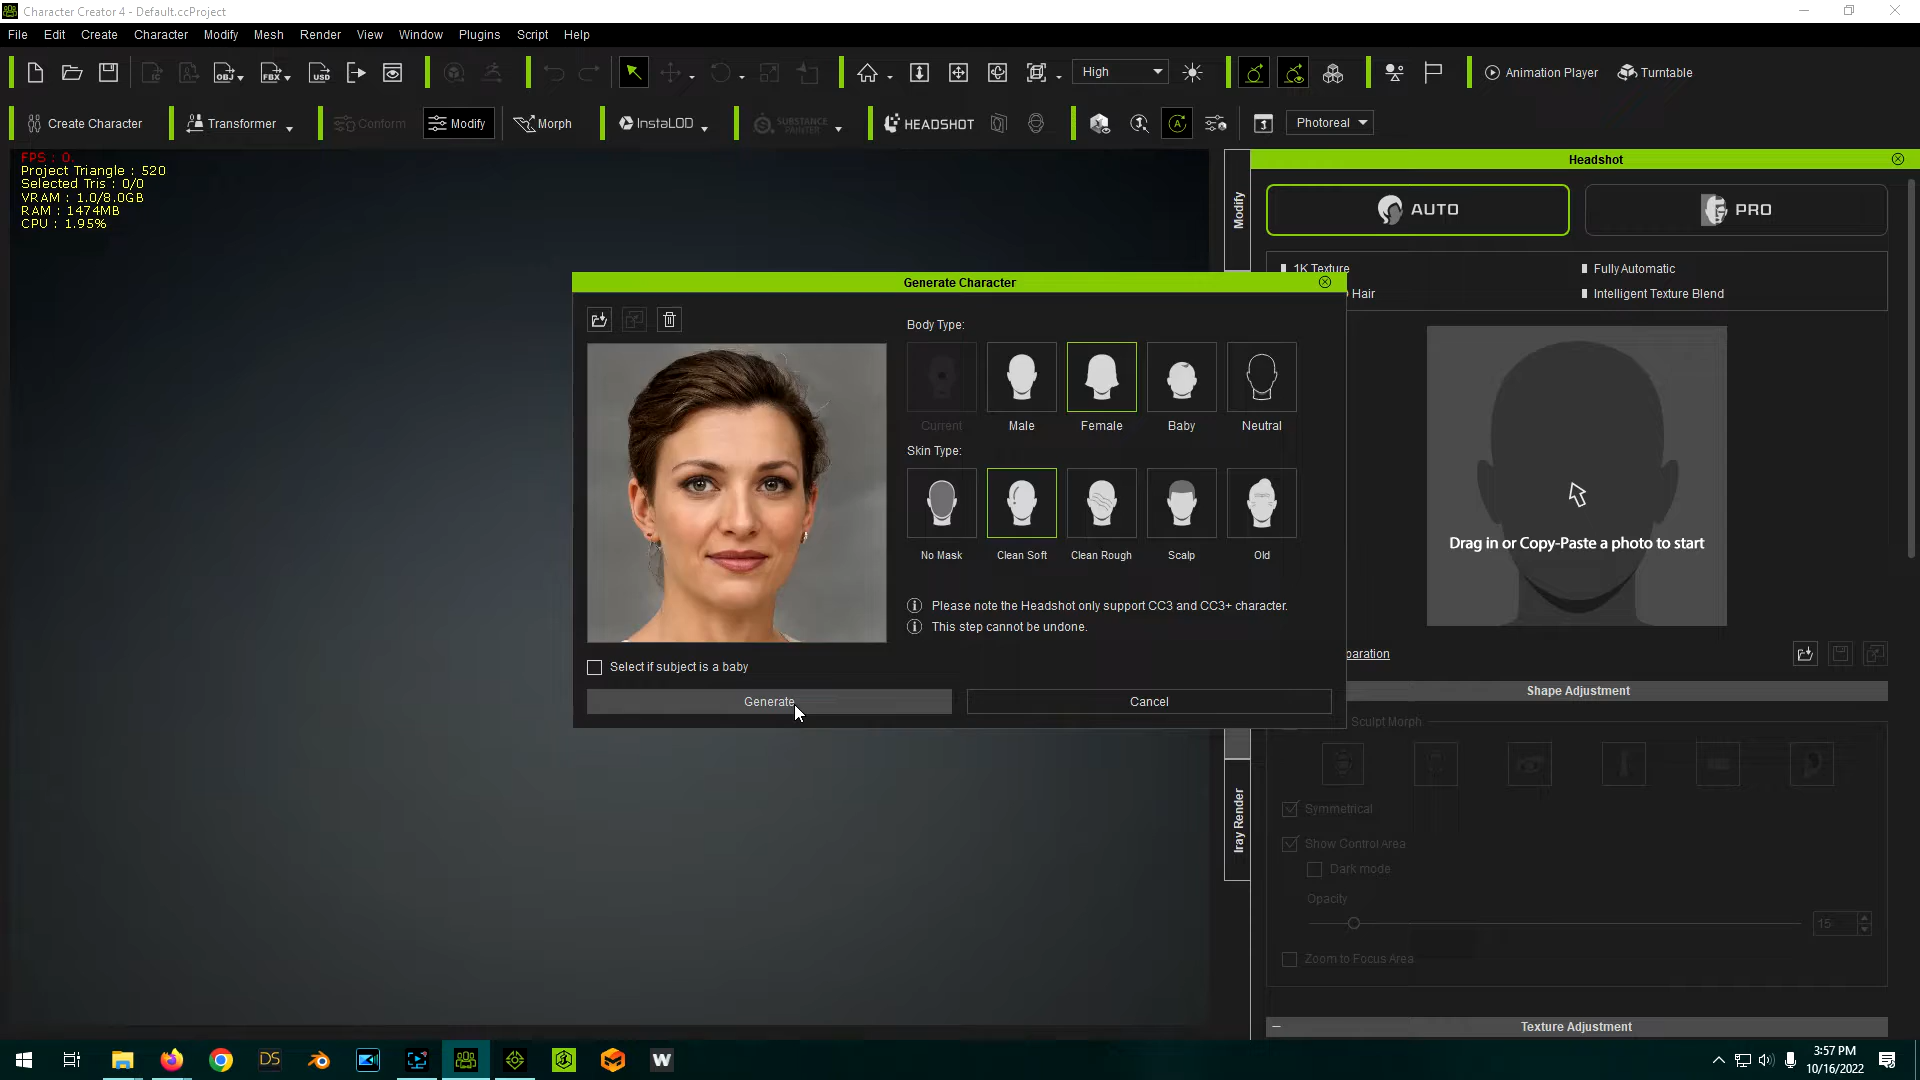 Character Creator 4 - Default.ccProject
File Edit Create Character Modify Mesh Render View Window Plugins Script Help
OBJ FBX USD High Animation Player Turntable
Create Character Transformer Conform Modify Morph InstaLOD SUBSTANCE PAINTER HEADSHOT A Photoreal
FPS : 0.
Project Triangle : 520
Selected Tris : 0/0
VRAM : 1.0/8.0GB
RAM : 1474MB
CPU : 1.95%
Modify
Headshot
AUTO PRO
1K Texture Fully Automatic
Hair Intelligent Texture Blend
Generate Character
Body Type:
Current Male Female Baby Neutral
Skin Type:
No Mask Clean Soft Clean Rough Scalp Old
Please note the Headshot only support CC3 and CC3+ character.
This step cannot be undone.
Select if subject is a baby
Generate Cancel
Drag in or Copy-Paste a photo to start
paration
Shape Adjustment
Sculpt Morph
Symmetrical
Show Control Area
Dark mode
Opacity
15
Zoom to Focus Area
Iray Render
Texture Adjustment
DS W
3:57 PM
10/16/2022